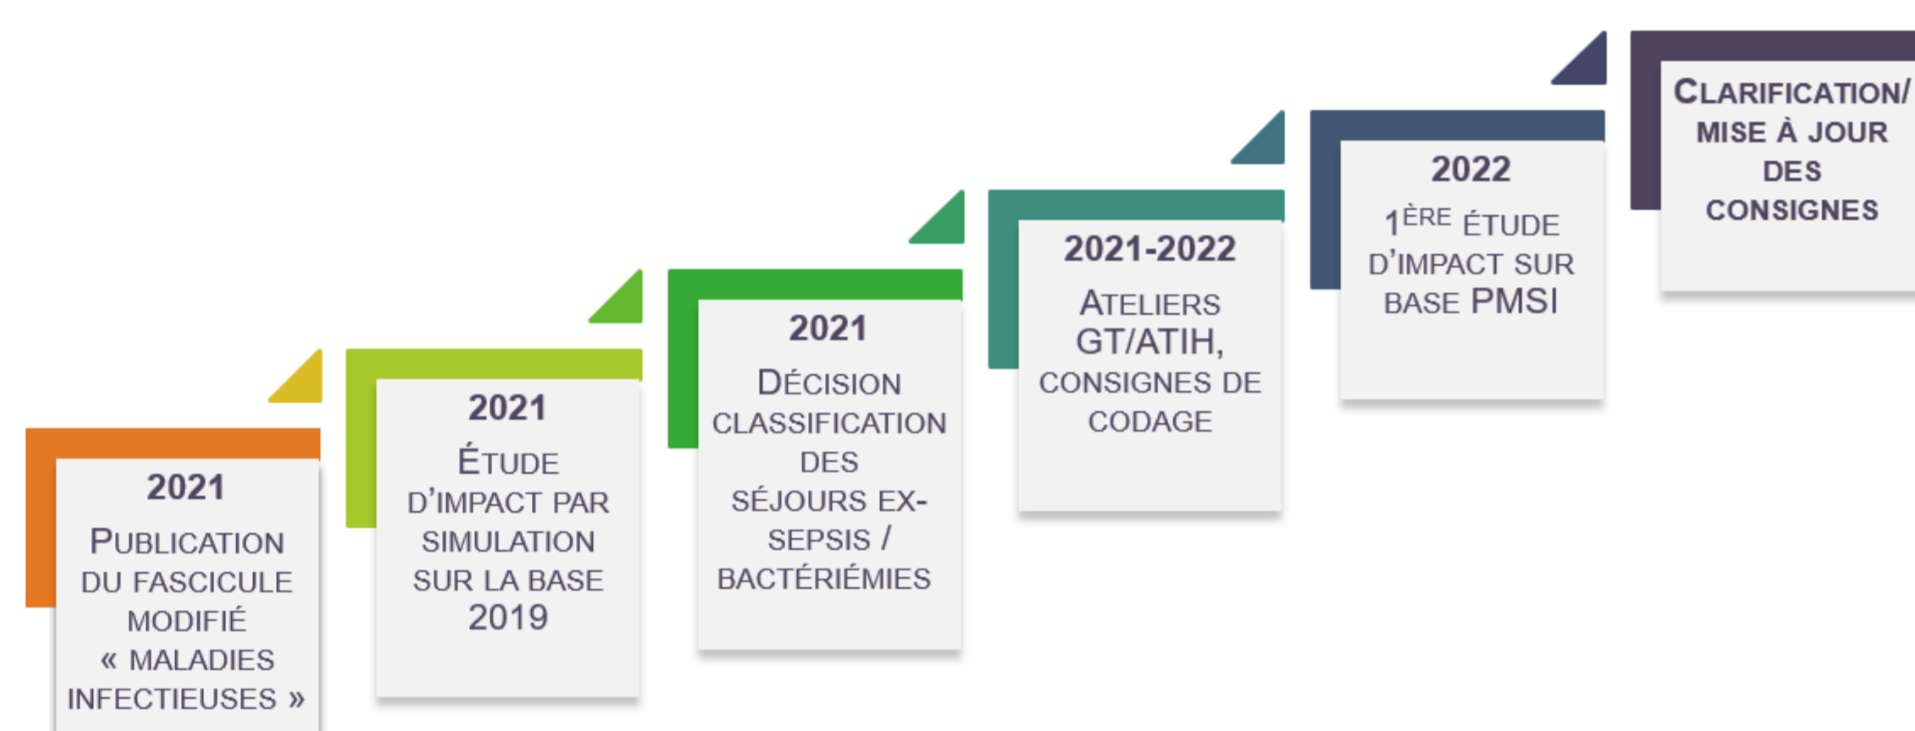 2021
Publication
du fascicule
modifié
« maladies
infectieuses »
2021
Étude
d’impact par
simulation
sur la base
2019
2021
Décision
classification
des
séjours ex-
sepsis /
bactériémies
2021-2022
Ateliers
GT/ATIH,
consignes de
codage
2022
1ère étude
d’impact sur
base PMSI
Clarification/
mise à jour
des
consignes